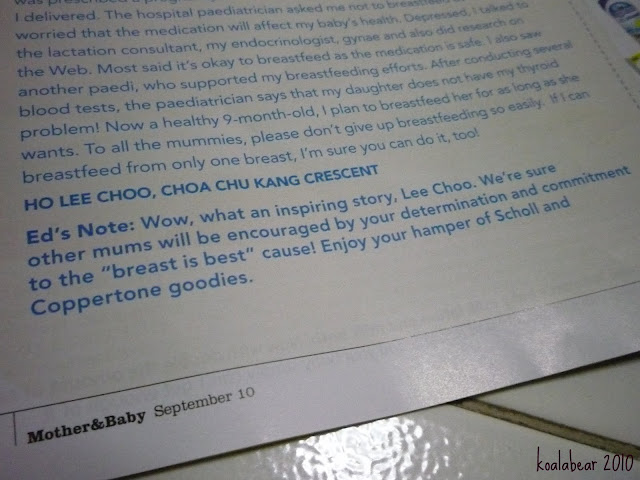 I delivered. The hospital paediatrician asked me not to breastfeed
worried that the medication will affect my baby's health. Depressed, I talked to
the lactation consultant, my endocrinologist, gynae and also did research on
the Web. Most said it's okay to breastfeed as the medication is safe. I also saw
another paedi, who supported my breastfeeding efforts. After conducting several
blood tests, the paediatrician says that my daughter does not have my thyroid
problem! Now a healthy 9-month-old, I plan to breastfeed her for as long as she
wants. To all the mummies, please don't give up breastfeeding so easily. If I can
breastfeed from only one breast, I'm sure you can do it, too!
HO LEE CHOO, CHOA CHU KANG CRESCENT
Ed's Note: Wow, what an inspiring story, Lee Choo. We're sure
other mums will be encouraged by your determination and commitment
to the "breast is best" cause! Enjoy your hamper of Scholl and
Coppertone goodies.
Mother&Baby September 10
koalabear 2010